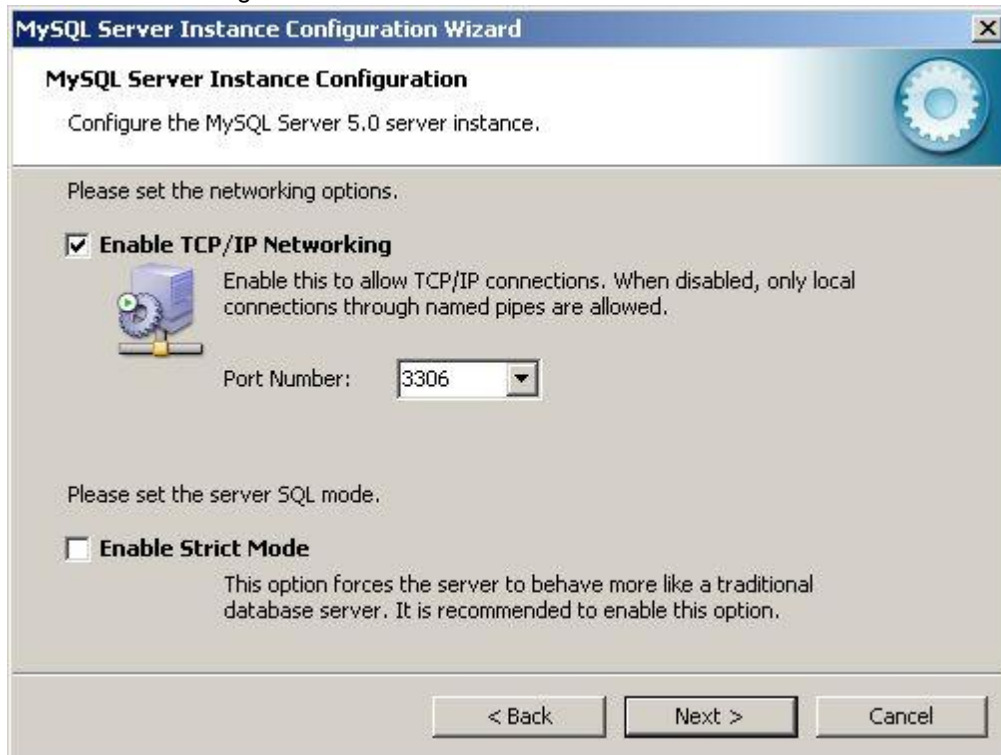 MySQL Server Instance Configuration Wizard
MySQL Server Instance Configuration
Configure the MySQL Server 5.0 server instance.
Please set the networking options.
Enable TCP/IP Networking
Enable this to allow TCP/IP connections. When disabled, only local
connections through named pipes are allowed.
Port Number: 3306
Please set the server SQL mode.
Enable Strict Mode
This option forces the server to behave more like a traditional
database server. It is recommended to enable this option.
< Back Next > Cancel